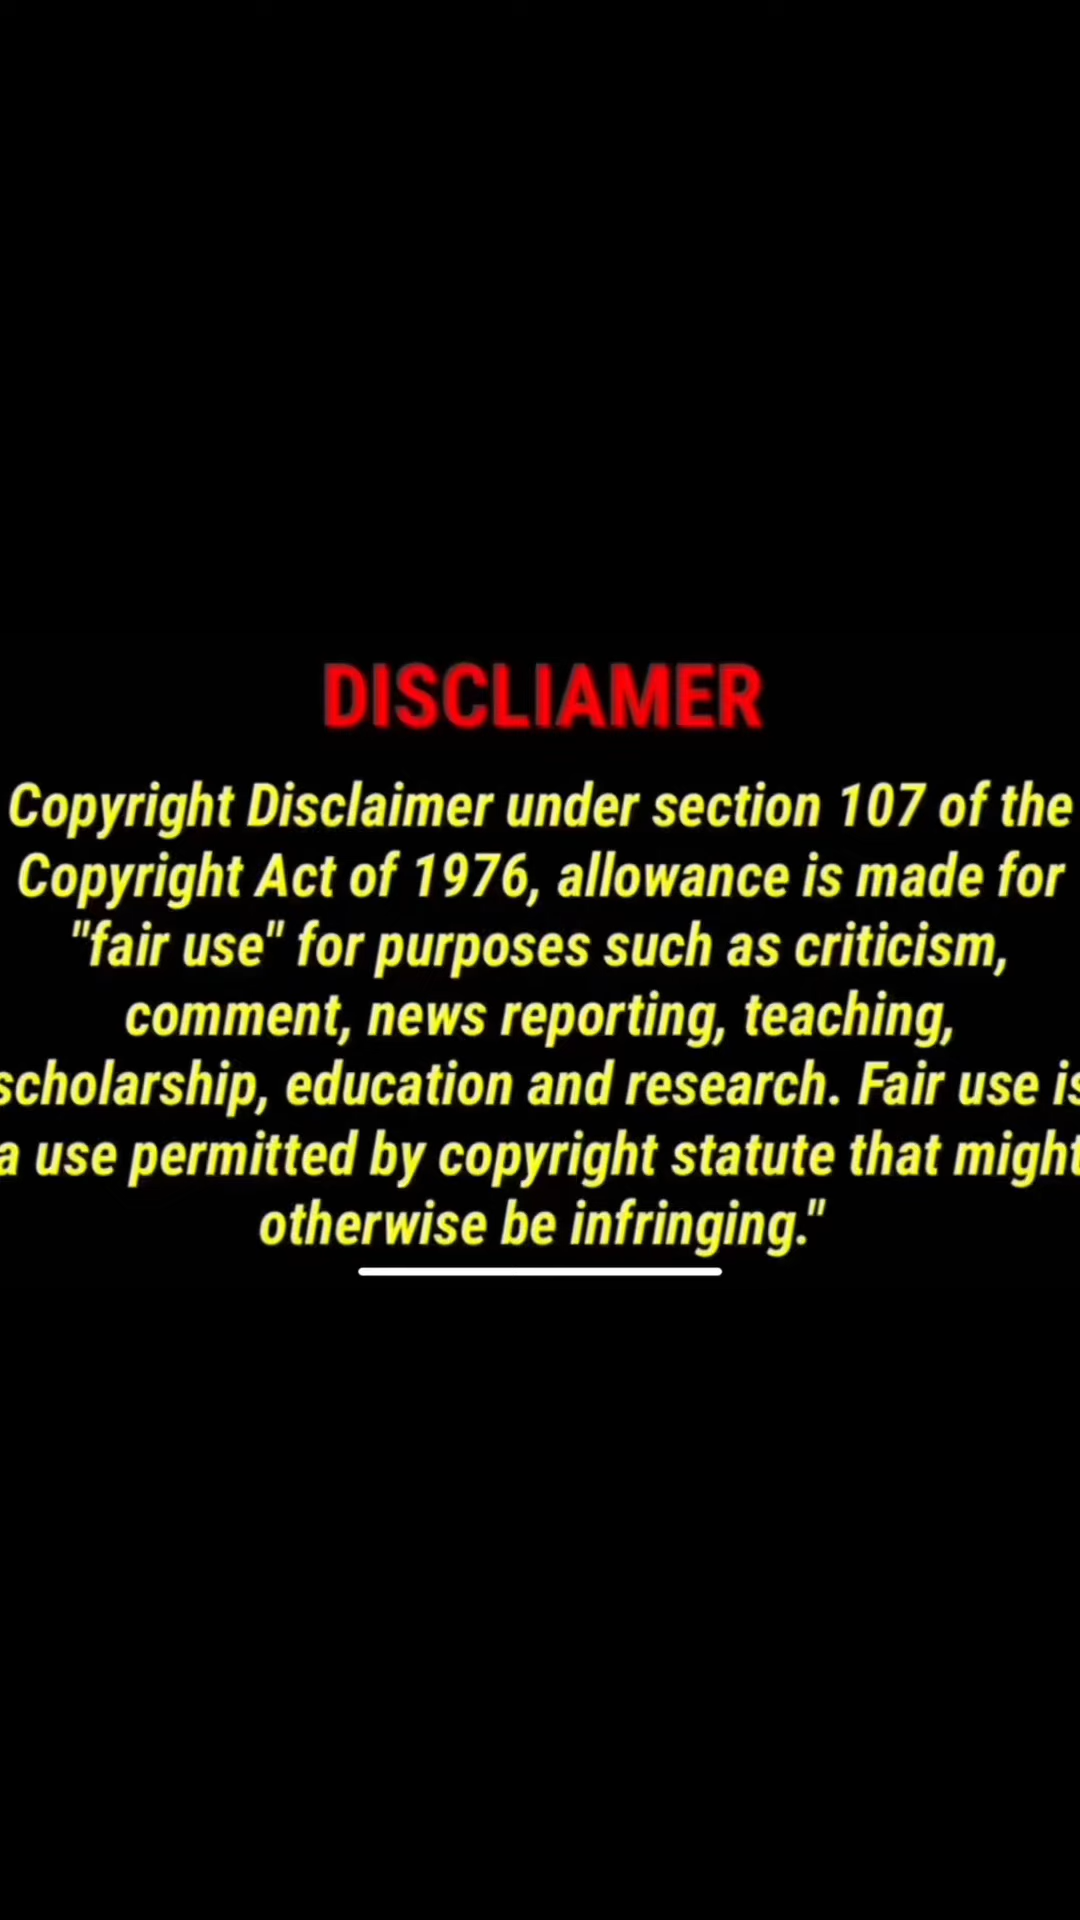 DISCLIAMER
Copyright Disclaimer under section 107 of the
Copyright Act of 1976, allowance is made for
"fair use" for purposes such as criticism,
comment, news reporting, teaching,
scholarship, education and research. Fair use is
a use permitted by copyright statute that might
otherwise be infringing."